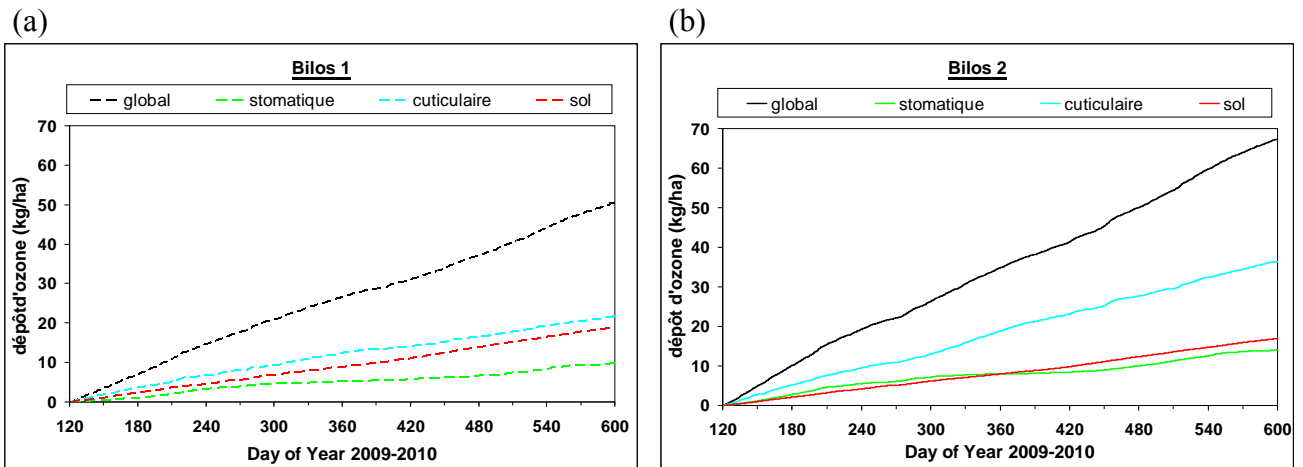 (a)
Bilos 1
global stomatique cuticulaire sol
70
60
50
40
30
20
10
0
dépôtd'ozone (kg/ha)
120 180 240 300 360 420 480 540 600
Day of Year 2009-2010
(b)
Bilos 2
global stomatique cuticulaire sol
70
60
50
40
30
20
10
0
dépôt d'ozone (kg/ha)
120 180 240 300 360 420 480 540 600
Day of Year 2009-2010